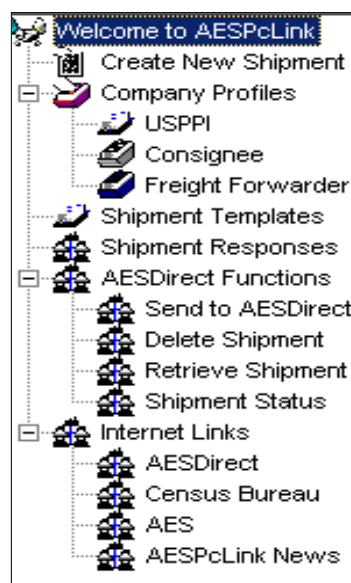 Welcome to AESPcLink
Create New Shipment
Company Profiles
USPPI
Consignee
Freight Forwarder
Shipment Templates
Shipment Responses
AESDirect Functions
Send to AESDirect
Delete Shipment
Retrieve Shipment
Shipment Status
Internet Links
AESDirect
Census Bureau
AES
AESPcLink News